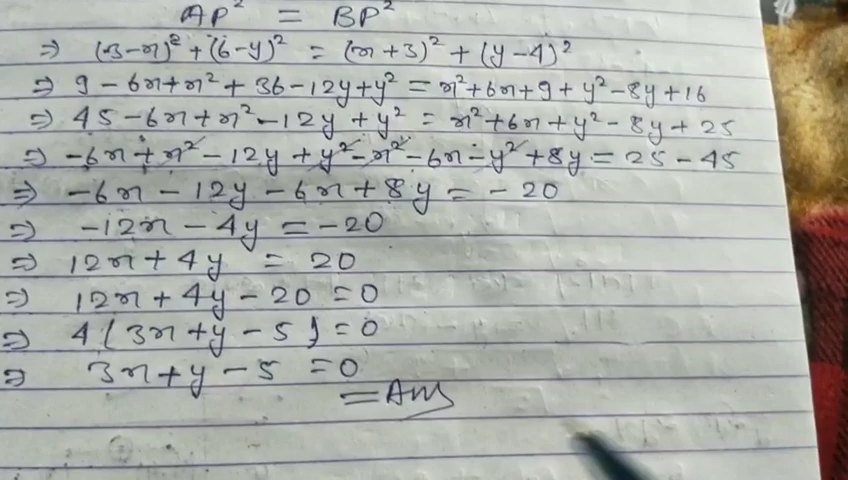 AP² = BP²
⇒ (3-x)² + (6-y)² = (x+3)² + (y-4)²
⇒ 9 - 6x + x² + 36 - 12y + y² = x² + 6x + 9 + y² - 8y + 16
⇒ 45 - 6x + x² - 12y + y² = x² + 6x + y² - 8y + 25
⇒ -6x + x² - 12y + y² - x² - 6x - y² + 8y = 25 - 45
⇒ -6x - 12y - 6x + 8y = -20
⇒ -12x - 4y = -20
⇒ 12x + 4y = 20
⇒ 12x + 4y - 20 = 0
⇒ 4(3x + y - 5) = 0
⇒ 3x + y - 5 = 0
= Ans